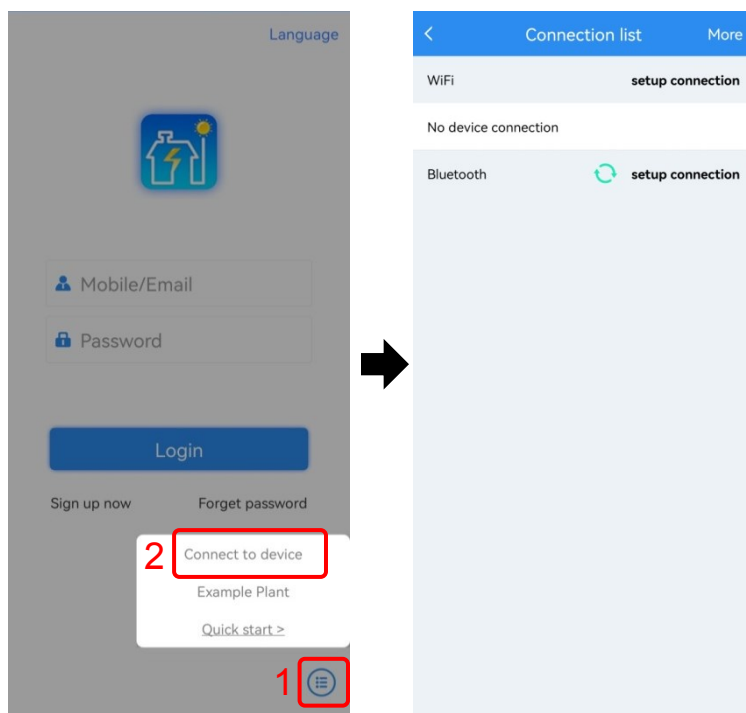 Language
Mobile/Email
Password
Login
Sign up now Forget password
2 Connect to device
Example Plant
Quick start >
1
Connection list More
WiFi setup connection
No device connection
Bluetooth setup connection